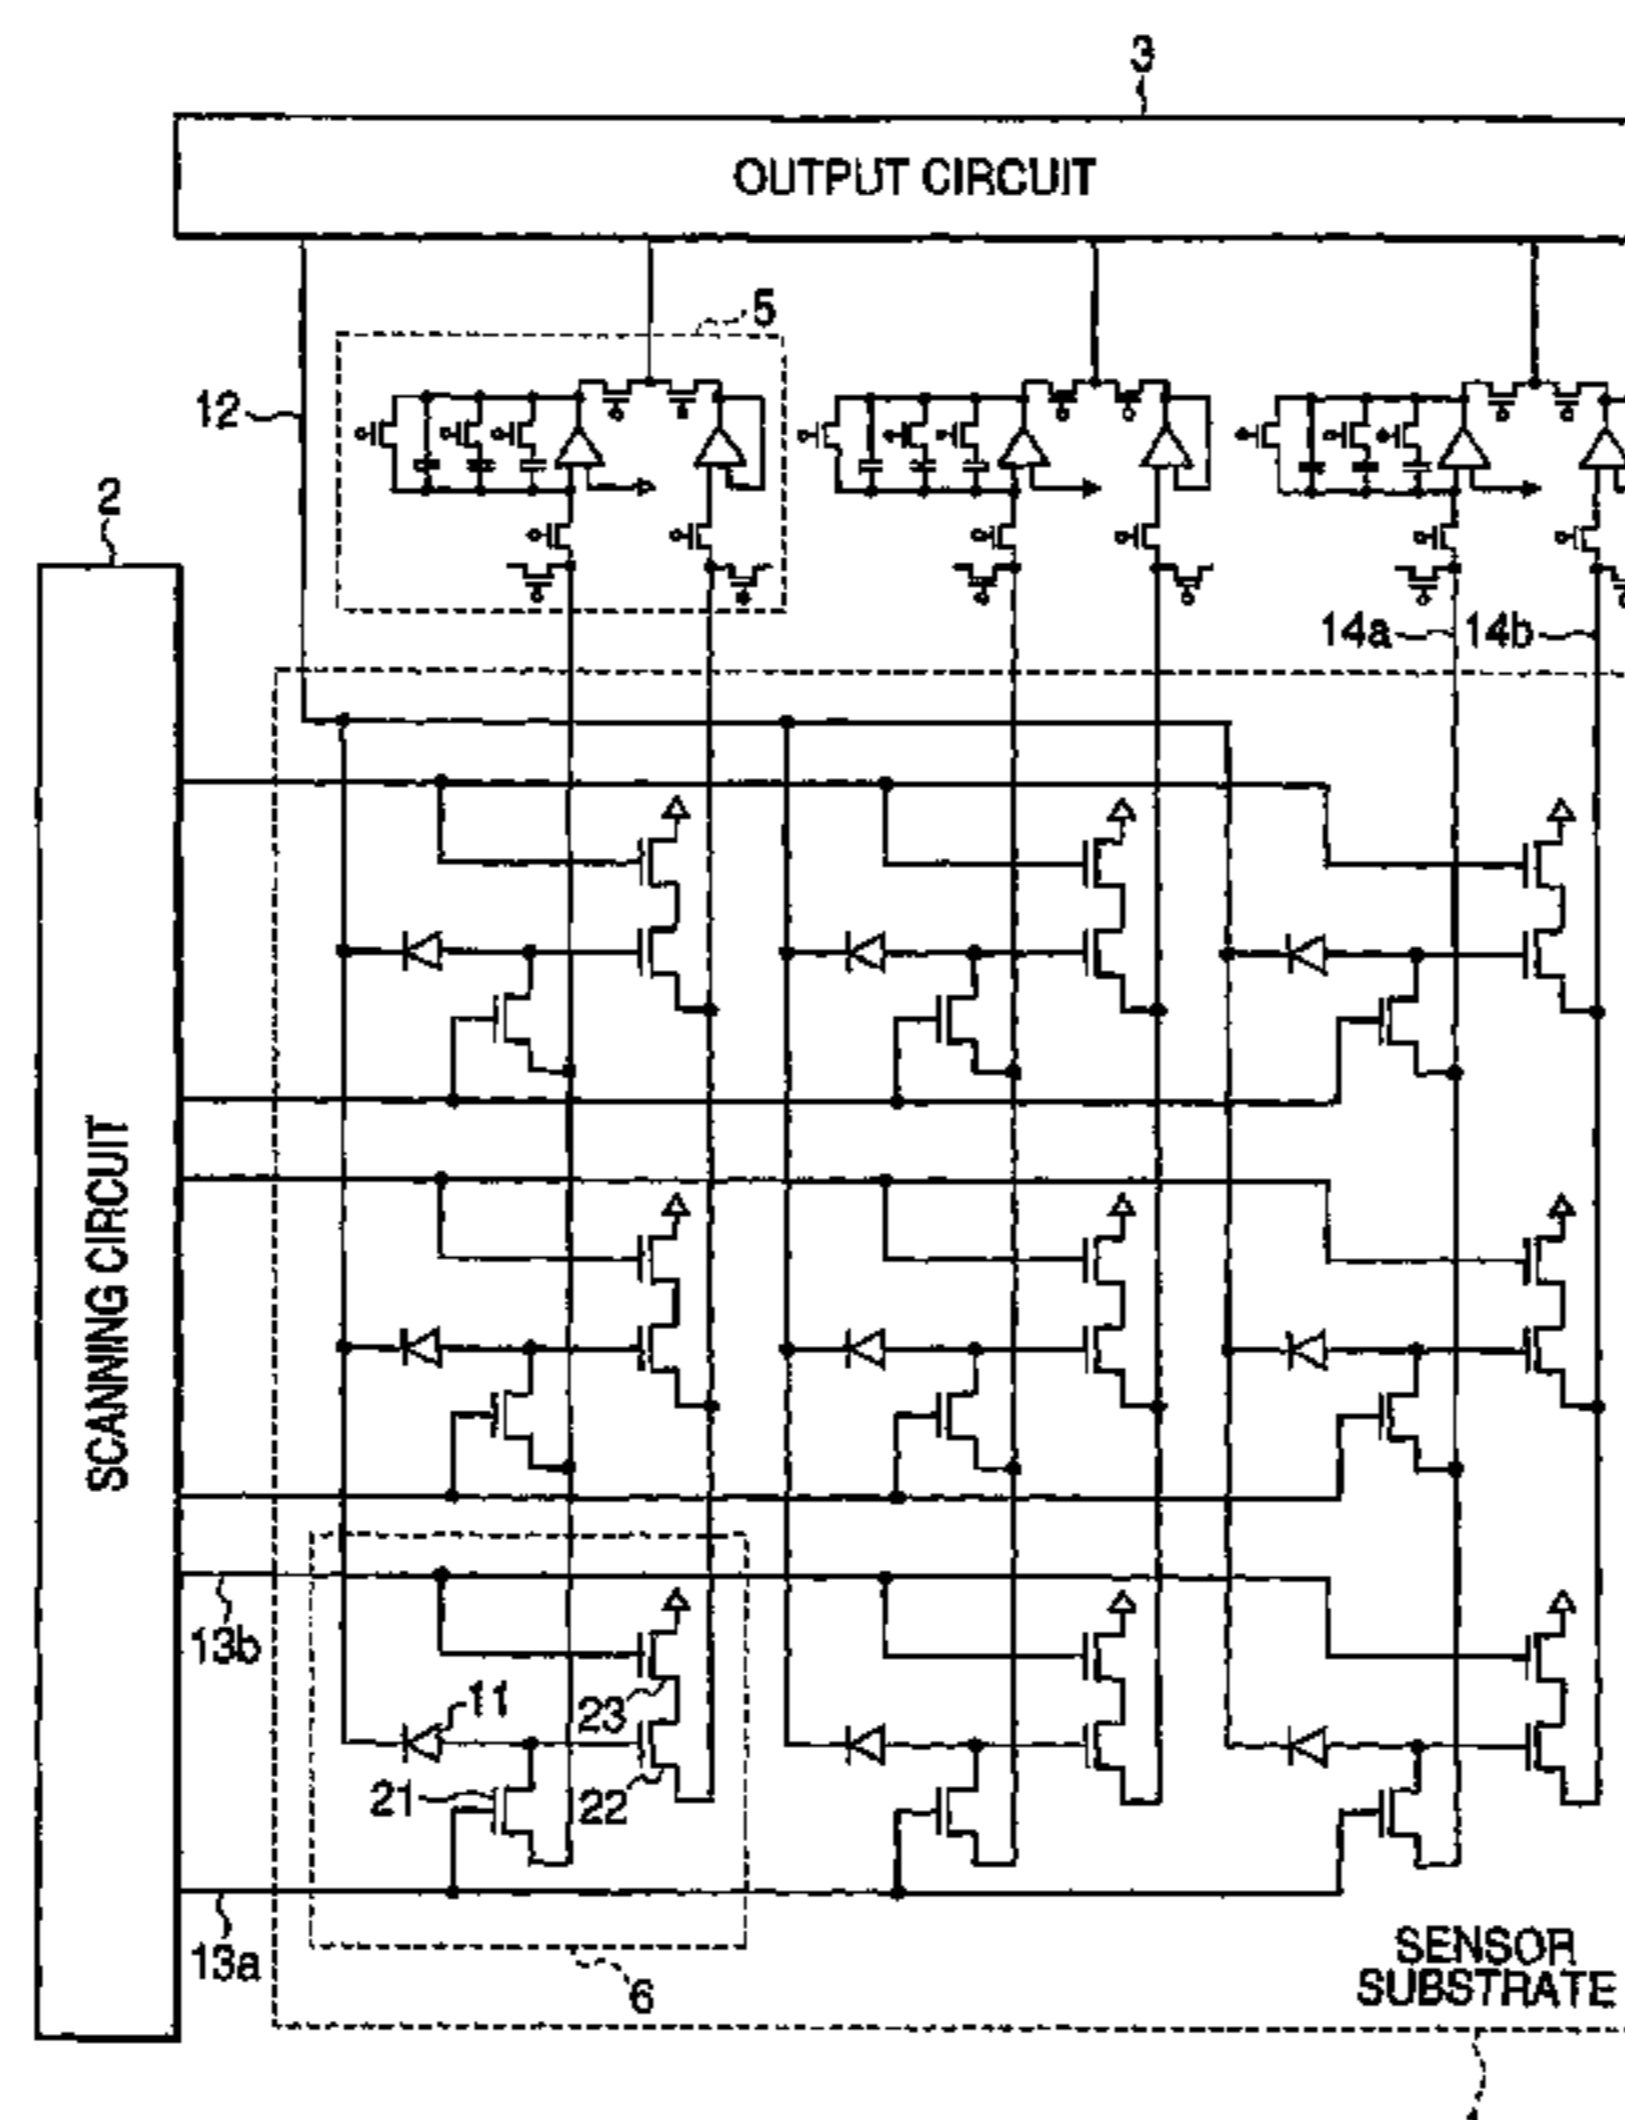 3
OUTPUT CIRCUIT
5
12
2
14a
14b
SCANNING CIRCUIT
13b
11
23
21
22
13a
6
SENSOR
SUBSTRATE